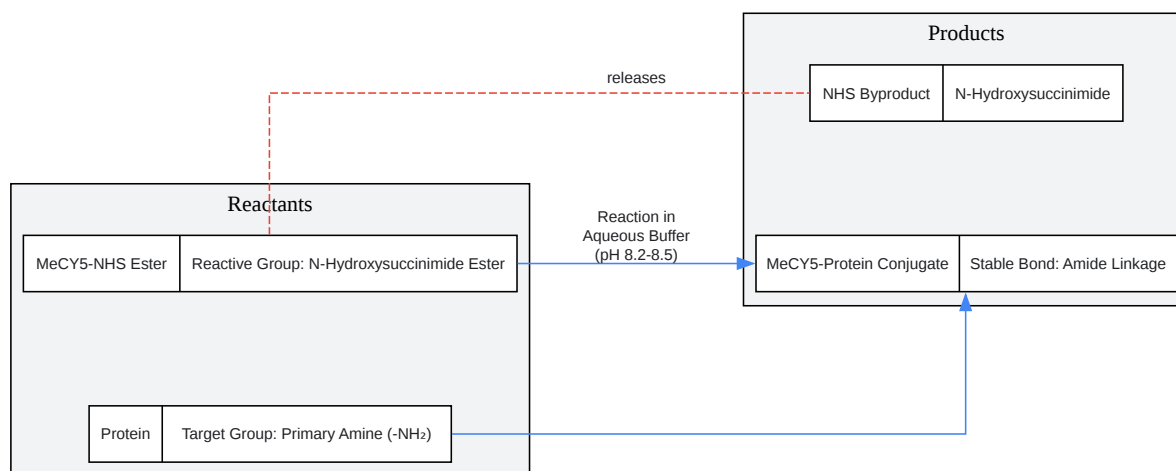 Products
releases
NHS Byproduct
N-Hydroxysuccinimide
Reactants
MeCY5-NHS Ester
Reactive Group: N-Hydroxysuccinimide Ester
Reaction in
Aqueous Buffer
(pH 8.2-8.5)
MeCY5-Protein Conjugate
Stable Bond: Amide Linkage
Protein
Target Group: Primary Amine (-NH₂)